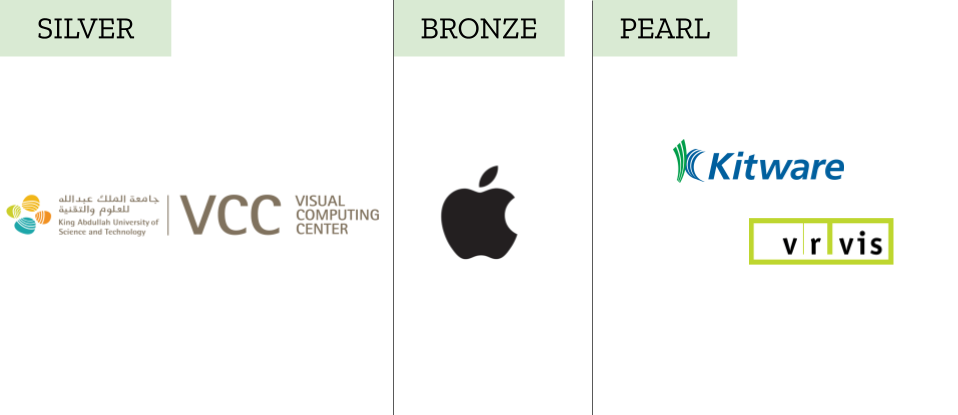 SILVER
BRONZE
PEARL
جامعة الملك عبدالله
للعلوم والتقنية
King Abdullah University of
Science and Technology
VCC
VISUAL
COMPUTING
CENTER
Kitware
vrvis